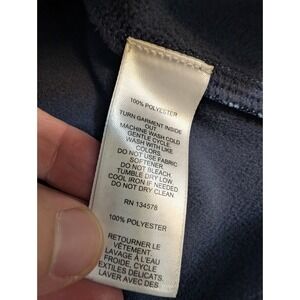 100% POLYESTER
TURN GARMENT INSIDE
OUT
MACHINE WASH COLD
GENTLE CYCLE
WASH WITH LIKE
COLORS.
DO NOT USE FABRIC
SOFTENER.
DO NOT BLEACH.
TUMBLE DRY LOW.
COOL IRON IF NEEDED
DO NOT DRY CLEAN.
RN 134578
100% POLYESTER
RETOURNER LE
VÊTEMENT.
LAVAGE À L'EAU
FROIDE, CYCLE
TEXTILES DÉLICATS.
LAVER AVEC DES